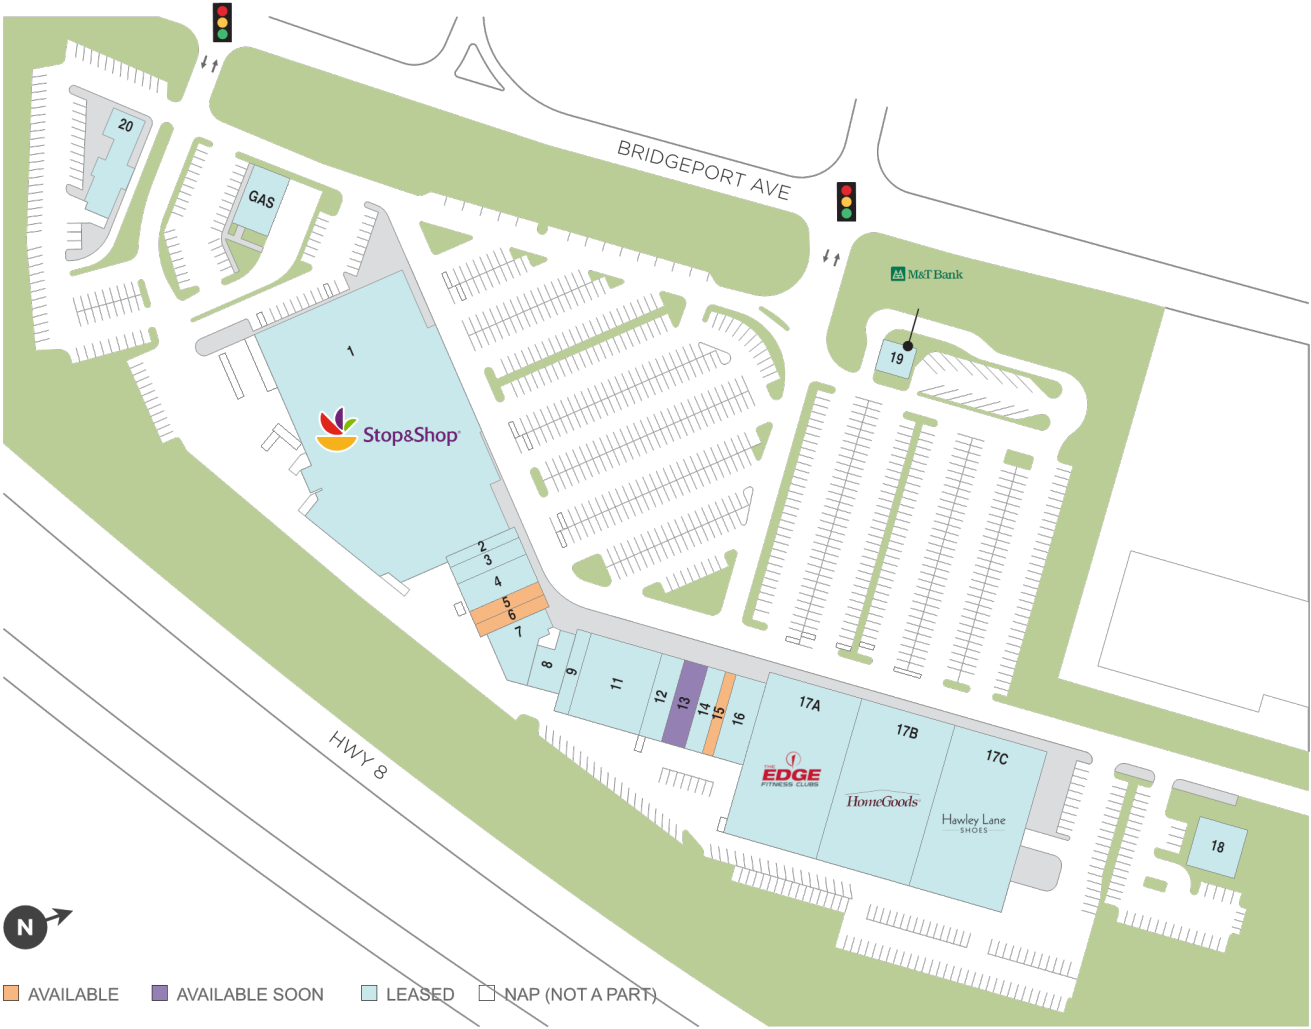 BRIDGEPORT AVE
20
GAS
M&T Bank
19
1
Stop&Shop
2
3
4
5
6
7
8
9
11
12
13
14
15
16
17A
THE EDGE
FITNESS CLUBS
17B
HomeGoods
17C
Hawley Lane
SHOES
18
HWY 8
N
AVAILABLE
AVAILABLE SOON
LEASED
NAP (NOT A PART)